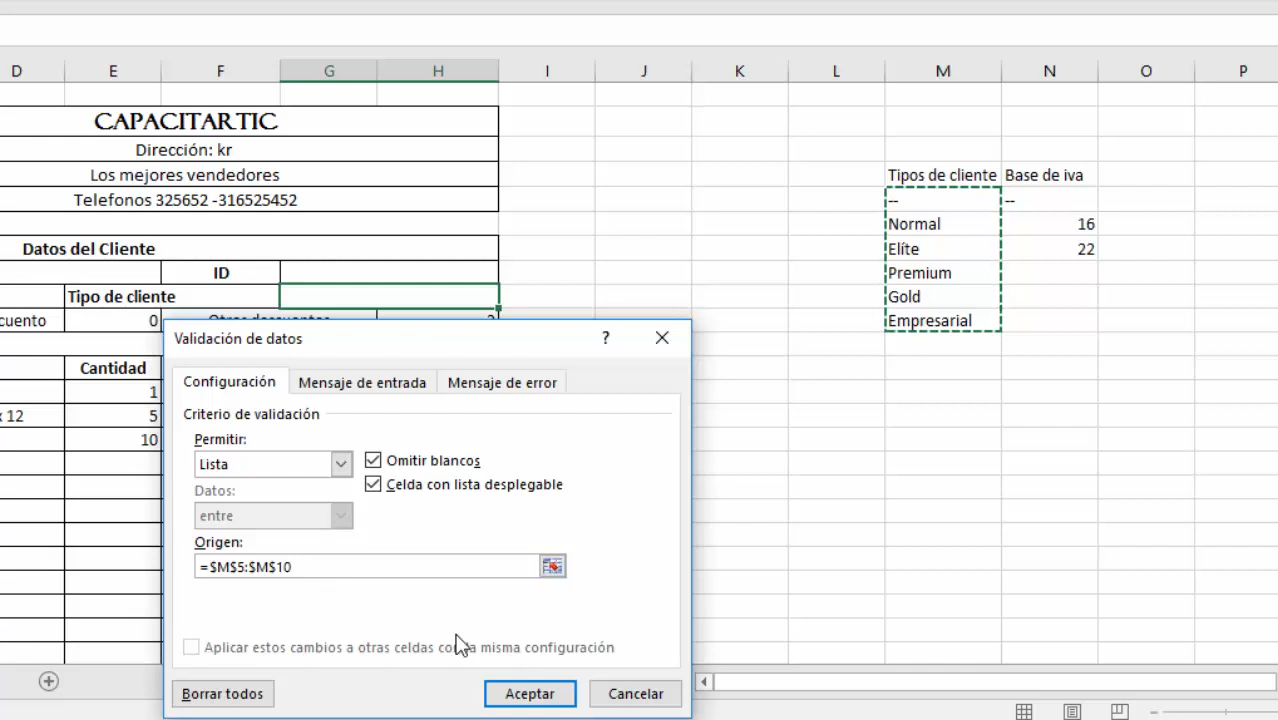 D E F G H I J K L M N O P
CAPACITARTIC
Dirección: kr
Los mejores vendedores
Telefonos 325652 -316525452
Tipos de cliente Base de iva
-- --
Normal 16
Elíte 22
Premium
Gold
Empresarial
Datos del Cliente
ID
Tipo de cliente
cuento 0 Otros descuentos
Cantidad
1
x 12 5
10
Validación de datos ?
Configuración Mensaje de entrada Mensaje de error
Criterio de validación
Permitir:
Lista
Omitir blancos
Celda con lista desplegable
Datos:
entre
Origen:
=$M$5:$M$10
Aplicar estos cambios a otras celdas con la misma configuración
Borrar todos Aceptar Cancelar